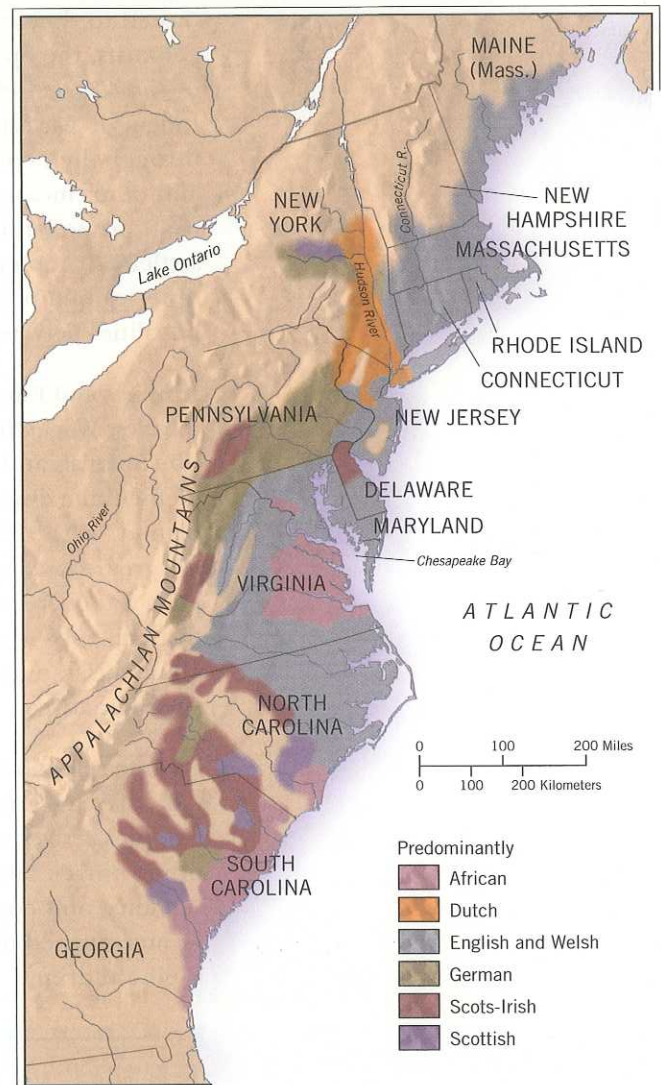 MAINE
(Mass.)
Connecticut R.
NEW
YORK
NEW
HAMPSHIRE
MASSACHUSETTS
Lake Ontario
Hudson River
RHODE ISLAND
CONNECTICUT
PENNSYLVANIA
NEW JERSEY
DELAWARE
MARYLAND
Ohio River
APPALACHIAN MOUNTAINS
Chesapeake Bay
VIRGINIA
ATLANTIC
OCEAN
NORTH
CAROLINA
0 100 200 Miles
0 100 200 Kilometers
SOUTH
CAROLINA
GEORGIA
Predominantly
African
Dutch
English and Welsh
German
Scots-Irish
Scottish